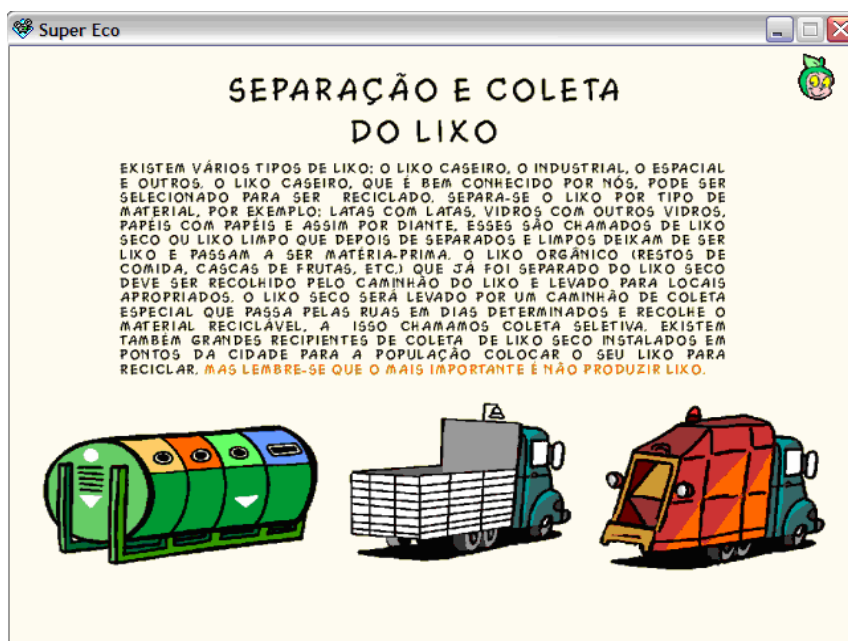 Super Eco
SEPARAÇÃO E COLETA
DO LIXO
EXISTEM VÁRIOS TIPOS DE LIXO: O LIXO CASEIRO, O INDUSTRIAL, O ESPACIAL
E OUTROS. O LIXO CASEIRO, QUE É BEM CONHECIDO POR NÓS, PODE SER
SELECIONADO PARA SER RECICLADO. SEPARA-SE O LIXO POR TIPO DE
MATERIAL, POR EXEMPLO: LATAS COM LATAS, VIDROS COM OUTROS VIDROS,
PAPÉIS COM PAPÉIS E ASSIM POR DIANTE. ESSES SÃO CHAMADOS DE LIXO
SECO OU LIXO LIMPO QUE DEPOIS DE SEPARADOS E LIMPOS DEIXAM DE SER
LIXO E PASSAM A SER MATÉRIA-PRIMA. O LIXO ORGÂNICO (RESTOS DE
COMIDA, CASCAS DE FRUTAS, ETC.) QUE JÁ FOI SEPARADO DO LIXO SECO
DEVE SER RECOLHIDO PELO CAMINHÃO DO LIXO E LEVADO PARA LOCAIS
APROPRIADOS. O LIXO SECO SERÁ LEVADO POR UM CAMINHÃO DE COLETA
ESPECIAL QUE PASSA PELAS RUAS EM DIAS DETERMINADOS E RECOLHE O
MATERIAL RECICLÁVEL, A ISSO CHAMAMOS COLETA SELETIVA. EXISTEM
TAMBÉM GRANDES RECIPIENTES DE COLETA DE LIXO SECO INSTALADOS EM
PONTOS DA CIDADE PARA A POPULAÇÃO COLOCAR O SEU LIXO PARA
RECICLAR. MAS LEMBRE-SE QUE O MAIS IMPORTANTE É NÃO PRODUZIR LIXO.